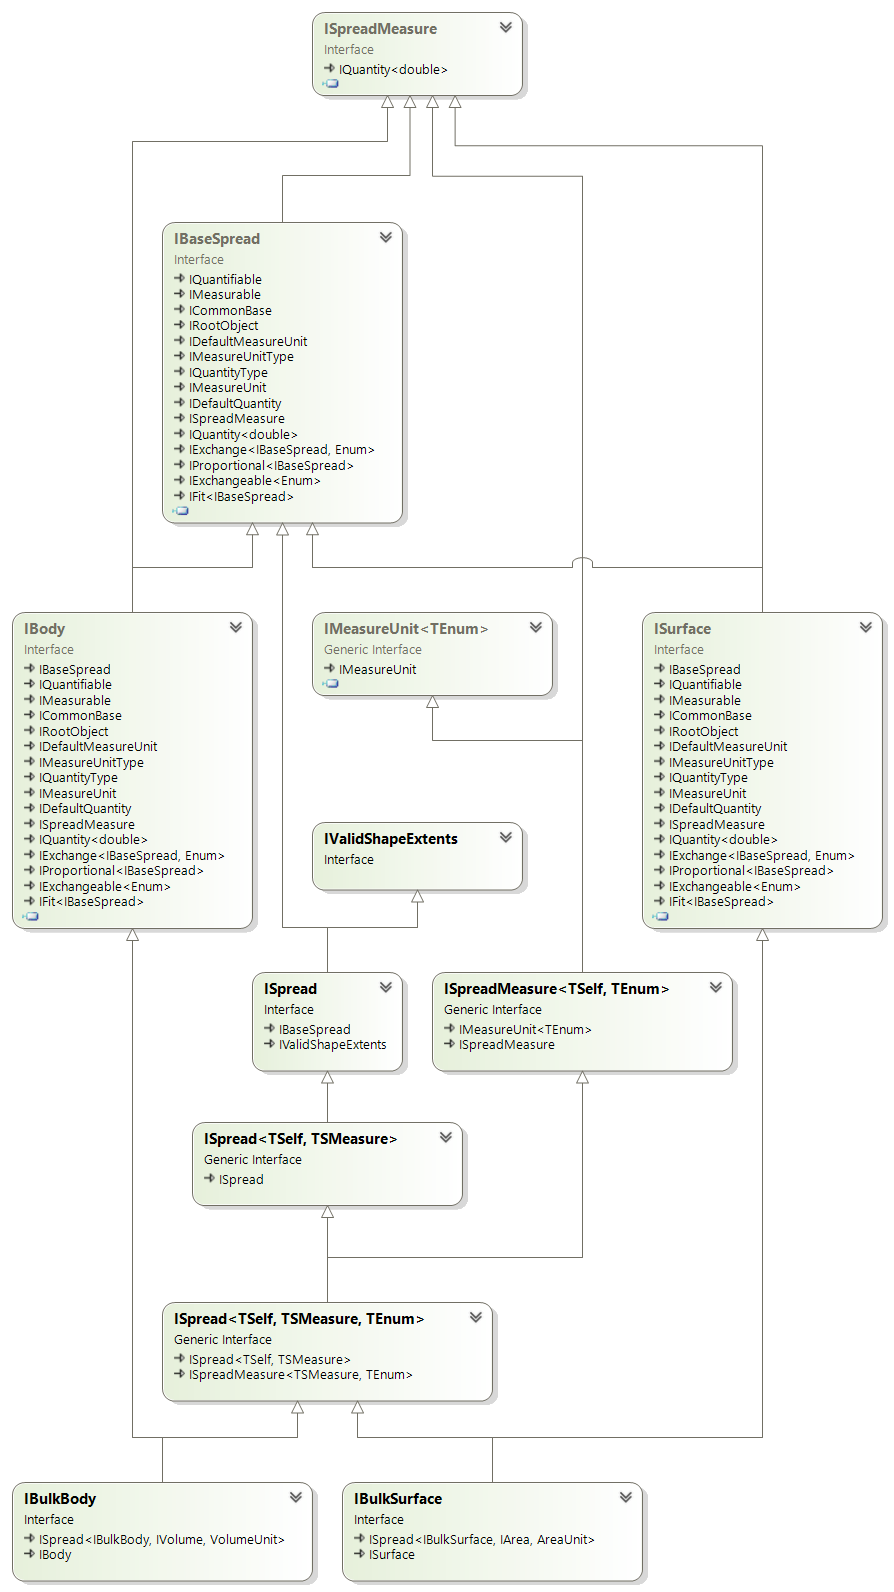 ISpreadMeasure
Interface
IQuantity<double>
IBaseSpread
Interface
IQuantifiable
IMeasurable
ICommonBase
IRootObject
IDefaultMeasureUnit
IMeasureUnitType
IQuantityType
IMeasureUnit
IDefaultQuantity
ISpreadMeasure
IQuantity<double>
IExchange<IBaseSpread, Enum>
IProportional<IBaseSpread>
IExchangeable<Enum>
IFit<IBaseSpread>
IBody
Interface
IBaseSpread
IQuantifiable
IMeasurable
ICommonBase
IRootObject
IDefaultMeasureUnit
IMeasureUnitType
IQuantityType
IMeasureUnit
IDefaultQuantity
ISpreadMeasure
IQuantity<double>
IExchange<IBaseSpread, Enum>
IProportional<IBaseSpread>
IExchangeable<Enum>
IFit<IBaseSpread>
IMeasureUnit<TEnum>
Generic Interface
IMeasureUnit
ISurface
Interface
IBaseSpread
IQuantifiable
IMeasurable
ICommonBase
IRootObject
IDefaultMeasureUnit
IMeasureUnitType
IQuantityType
IMeasureUnit
IDefaultQuantity
ISpreadMeasure
IQuantity<double>
IExchange<IBaseSpread, Enum>
IProportional<IBaseSpread>
IExchangeable<Enum>
IFit<IBaseSpread>
IValidShapeExtents
Interface
ISpread
Interface
IBaseSpread
IValidShapeExtents
ISpreadMeasure<TSelf, TEnum>
Generic Interface
IMeasureUnit<TEnum>
ISpreadMeasure
ISpread<TSelf, TSMeasure>
Generic Interface
ISpread
ISpread<TSelf, TSMeasure, TEnum>
Generic Interface
ISpread<TSelf, TSMeasure>
ISpreadMeasure<TSMeasure, TEnum>
IBulkBody
Interface
ISpread<IBulkBody, IVolume, VolumeUnit>
IBody
IBulkSurface
Interface
ISpread<IBulkSurface, IArea, AreaUnit>
ISurface